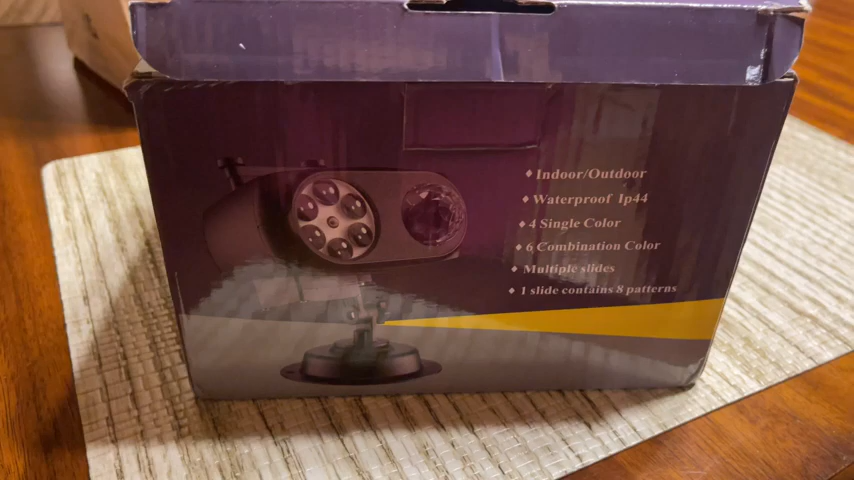 ♦ Indoor/Outdoor
♦ Waterproof Ip44
♦ 4 Single Color
♦ 6 Combination Color
♦ Multiple slides
♦ 1 slide contains 8 patterns